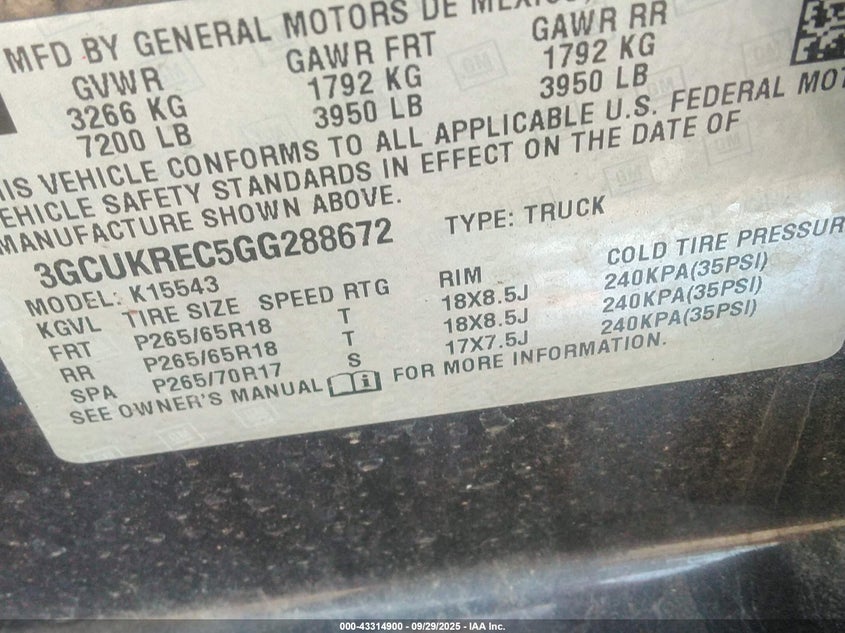 MFD BY GENERAL MOTORS DE MEXICO,
GVWR GAWR FRT GAWR RR
3266 KG 1792 KG 1792 KG
7200 LB 3950 LB 3950 LB
HIS VEHICLE CONFORMS TO ALL APPLICABLE U.S. FEDERAL MOT
VEHICLE SAFETY STANDARDS IN EFFECT ON THE DATE OF
MANUFACTURE SHOWN ABOVE.
3GCUKREC5GG288672 TYPE: TRUCK
MODEL: K15543
KGVL TIRE SIZE SPEED RTG RIM COLD TIRE PRESSUR
FRT P265/65R18 T 18X8.5J 240KPA(35PSI)
RR P265/65R18 T 18X8.5J 240KPA(35PSI)
SPA P265/70R17 S 17X7.5J 240KPA(35PSI)
SEE OWNER'S MANUAL FOR MORE INFORMATION.
000-43314900 - 09/29/2025 - IAA Inc.